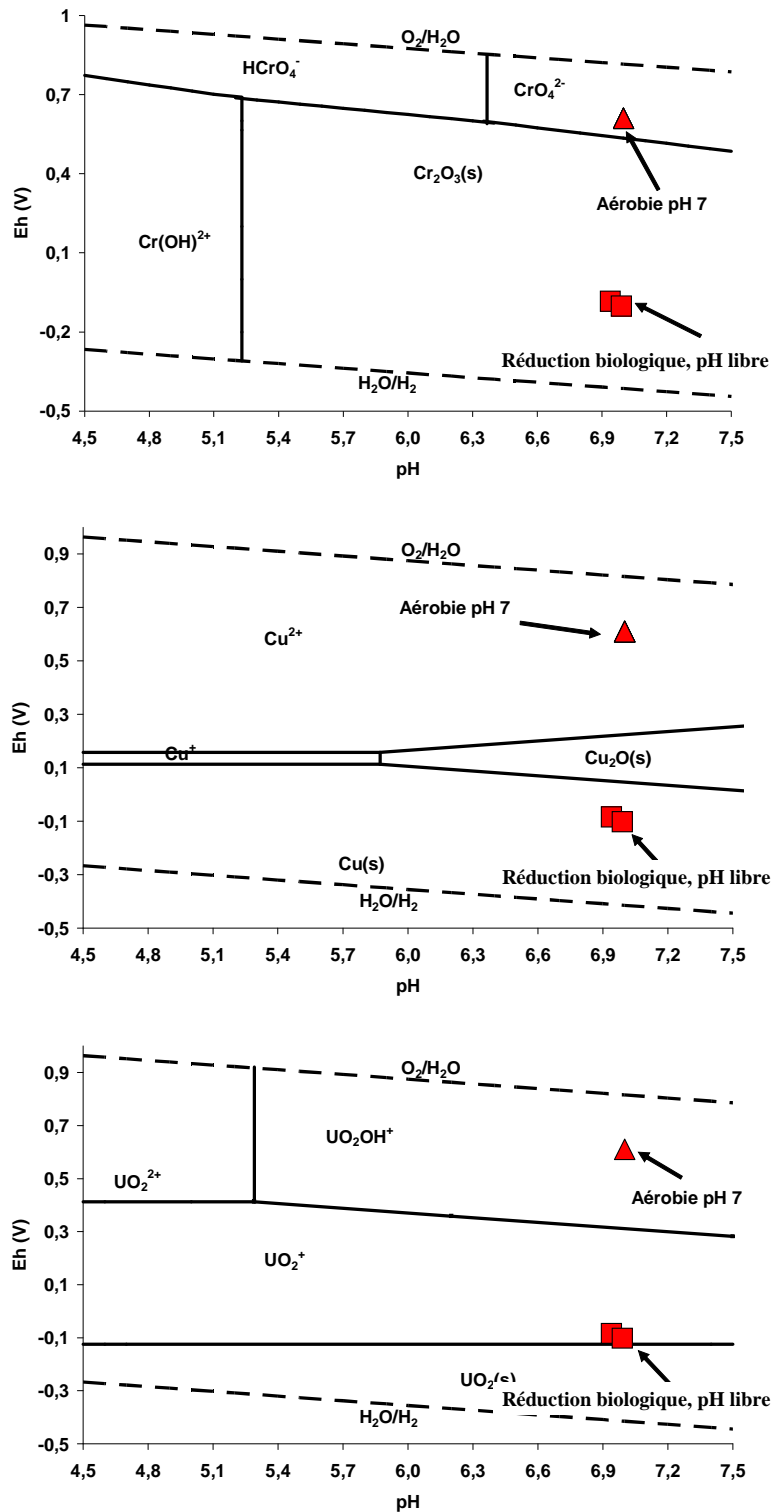 1
O₂/H₂O
HCrO₄⁻
CrO₄²⁻
0,7
Cr₂O₃(s)
0,4
Aérobie pH 7
Eh (V)
Cr(OH)²⁺
0,1
-0,2
Réduction biologique, pH libre
H₂O/H₂
-0,5
4,5 4,8 5,1 5,4 5,7 6,0 6,3 6,6 6,9 7,2 7,5
pH
0,9
O₂/H₂O
0,7
Aérobie pH 7
Cu²⁺
0,5
Eh (V)
0,3
Cu⁺
Cu₂O(s)
0,1
-0,1
Cu(s)
Réduction biologique, pH libre
-0,3
H₂O/H₂
-0,5
4,5 4,8 5,1 5,4 5,7 6,0 6,3 6,6 6,9 7,2 7,5
pH
0,9
O₂/H₂O
0,7
UO₂OH⁺
0,5
UO₂²⁺
Aérobie pH 7
Eh (V)
0,3
UO₂⁺
0,1
-0,1
UO₂(s)
-0,3
Réduction biologique, pH libre
H₂O/H₂
-0,5
4,5 4,8 5,1 5,4 5,7 6,0 6,3 6,6 6,9 7,2 7,5
pH